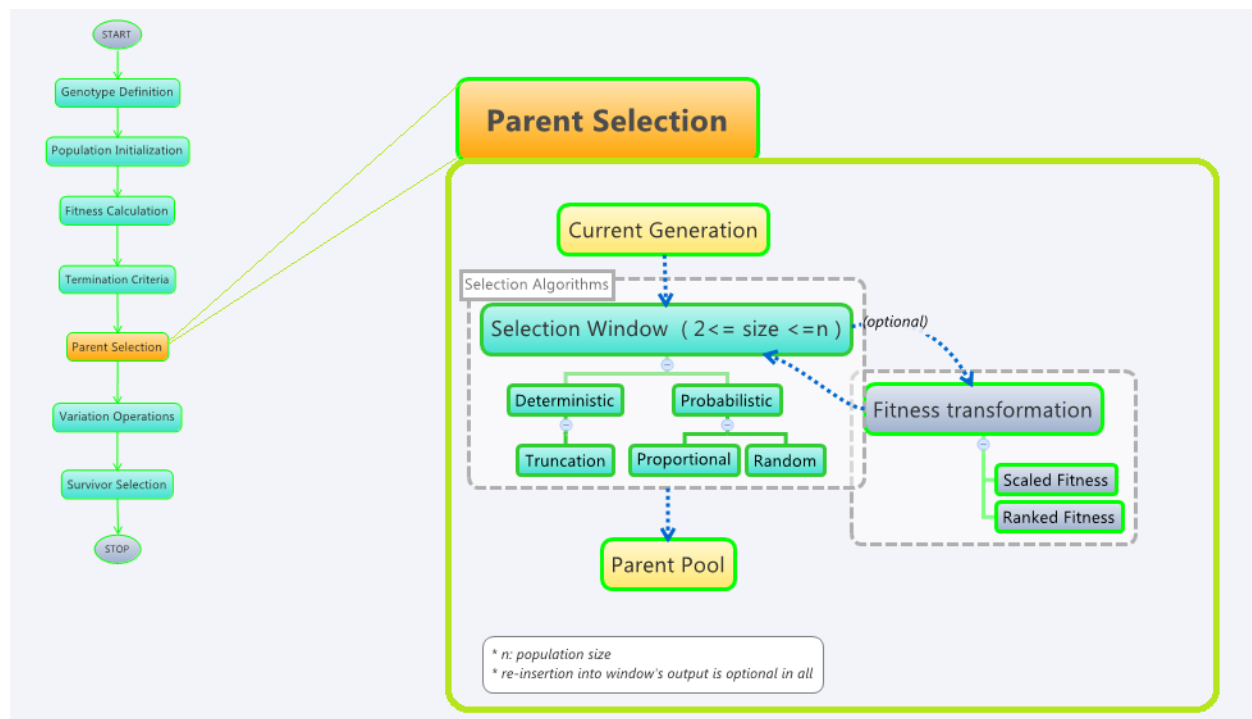 START
Genotype Definition
Population Initialization
Fitness Calculation
Termination Criteria
Parent Selection
Variation Operations
Survivor Selection
STOP
Parent Selection
Current Generation
Selection Algorithms
Selection Window ( 2<= size <=n )
(optional)
Deterministic
Probabilistic
Truncation
Proportional
Random
Fitness transformation
Scaled Fitness
Ranked Fitness
Parent Pool
* n: population size
* re-insertion into window's output is optional in all